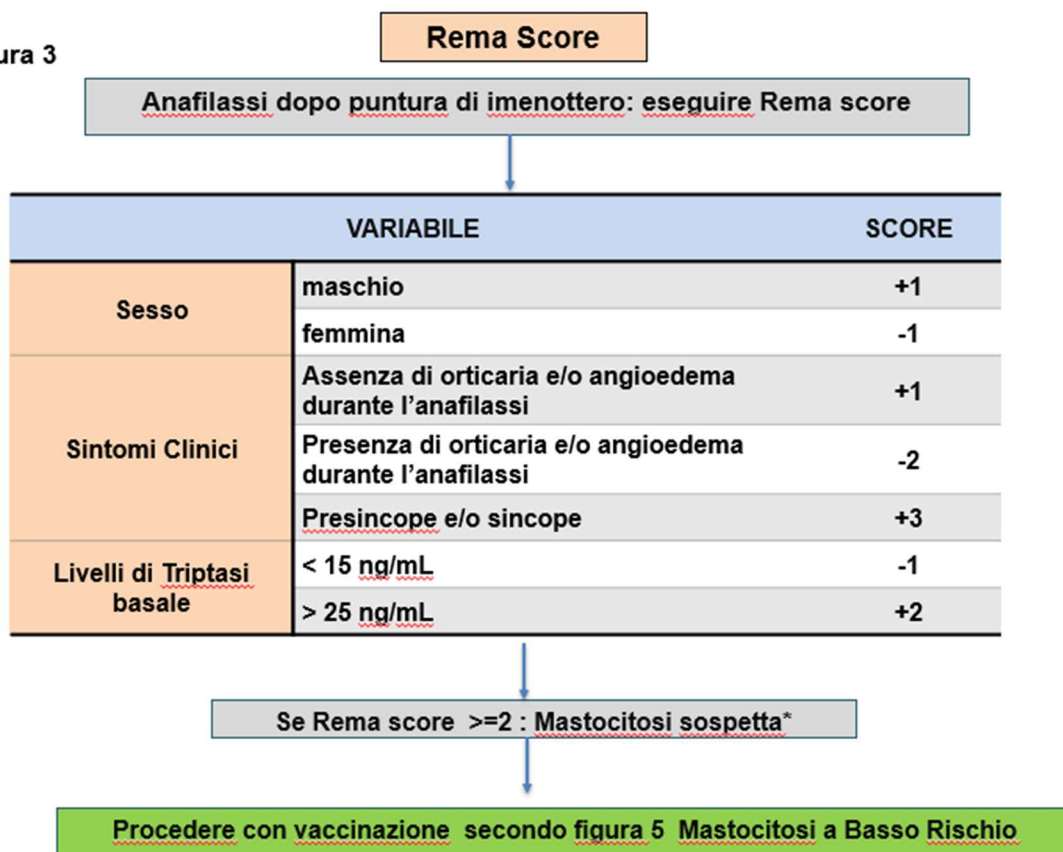 Rema Score
ura 3
Anafilassi dopo puntura di imenottero: eseguire Rema score
VARIABILE SCORE
Sesso
maschio +1
femmina -1
Sintomi Clinici
Assenza di orticaria e/o angioedema
durante l'anafilassi +1
Presenza di orticaria e/o angioedema
durante l'anafilassi -2
Presincope e/o sincope +3
Livelli di Triptasi
basale
< 15 ng/mL -1
> 25 ng/mL +2
Se Rema score >=2 : Mastocitosi sospetta*
Procedere con vaccinazione secondo figura 5 Mastocitosi a Basso Rischio